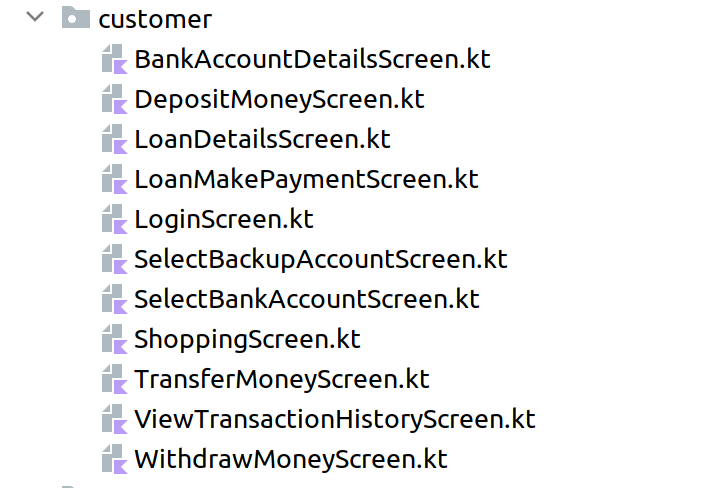 customer
BankAccountDetailsScreen.kt
DepositMoneyScreen.kt
LoanDetailsScreen.kt
LoanMakePaymentScreen.kt
LoginScreen.kt
SelectBackupAccountScreen.kt
SelectBankAccountScreen.kt
ShoppingScreen.kt
TransferMoneyScreen.kt
ViewTransactionHistoryScreen.kt
WithdrawMoneyScreen.kt